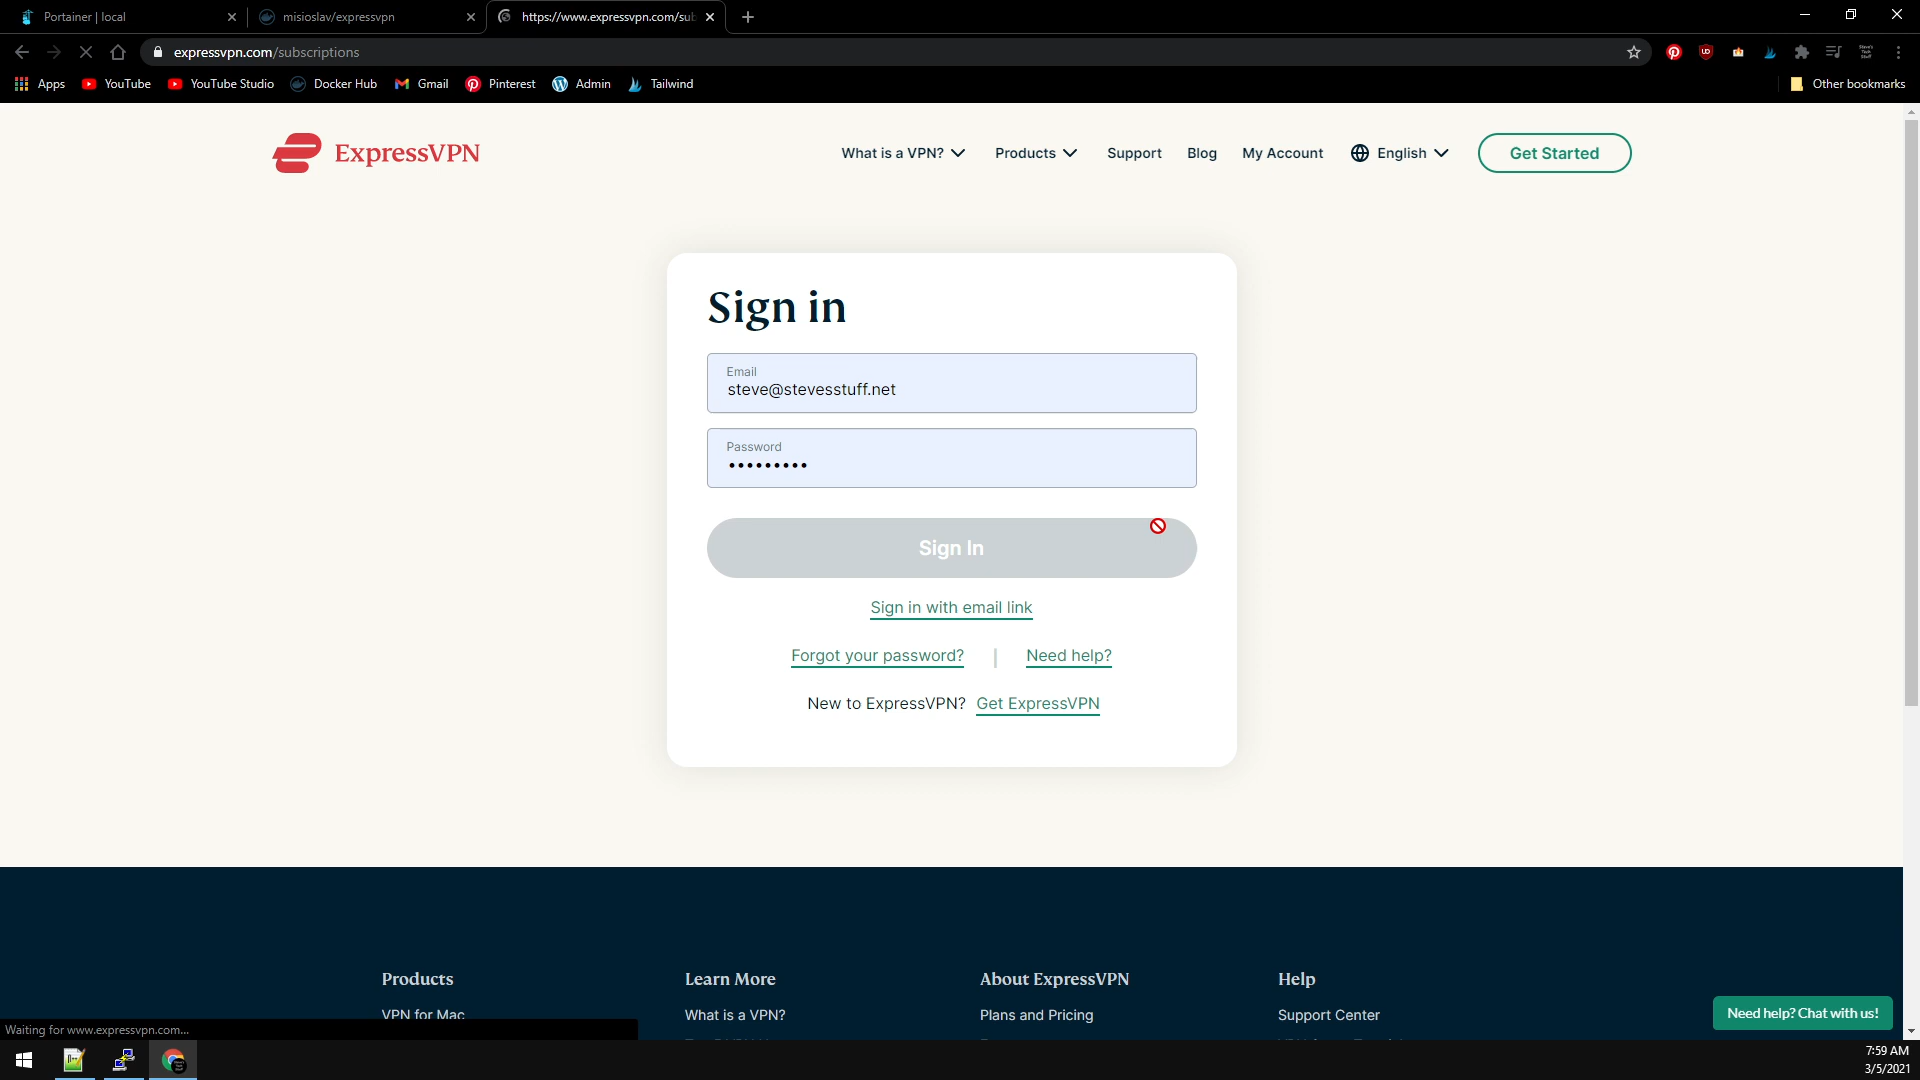 Portainer | local
misioslav/expressvpn
https://www.expressvpn.com/sub
expressvpn.com/subscriptions
Apps
YouTube
YouTube Studio
Docker Hub
Gmail
Pinterest
Admin
Tailwind
Other bookmarks
ExpressVPN
What is a VPN?
Products
Support
Blog
My Account
English
Get Started
Sign in
Email
steve@stevesstuff.net
Password
•••••••••
Sign In
Sign in with email link
Forgot your password? | Need help?
New to ExpressVPN? Get ExpressVPN
Products
Learn More
About ExpressVPN
Help
VPN for Mac
What is a VPN?
Plans and Pricing
Support Center
Need help? Chat with us!
Waiting for www.expressvpn.com...
7:59 AM
3/5/2021